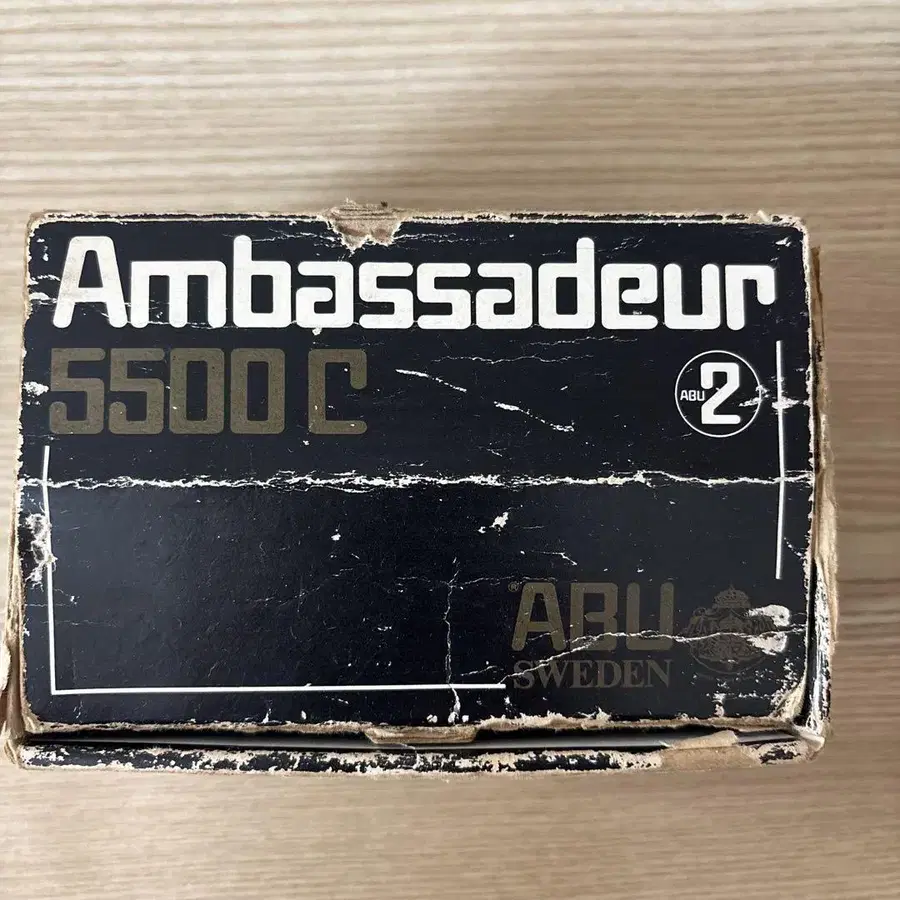 Ambassadeur
5500 C
ABU 2
® ABU
SWEDEN